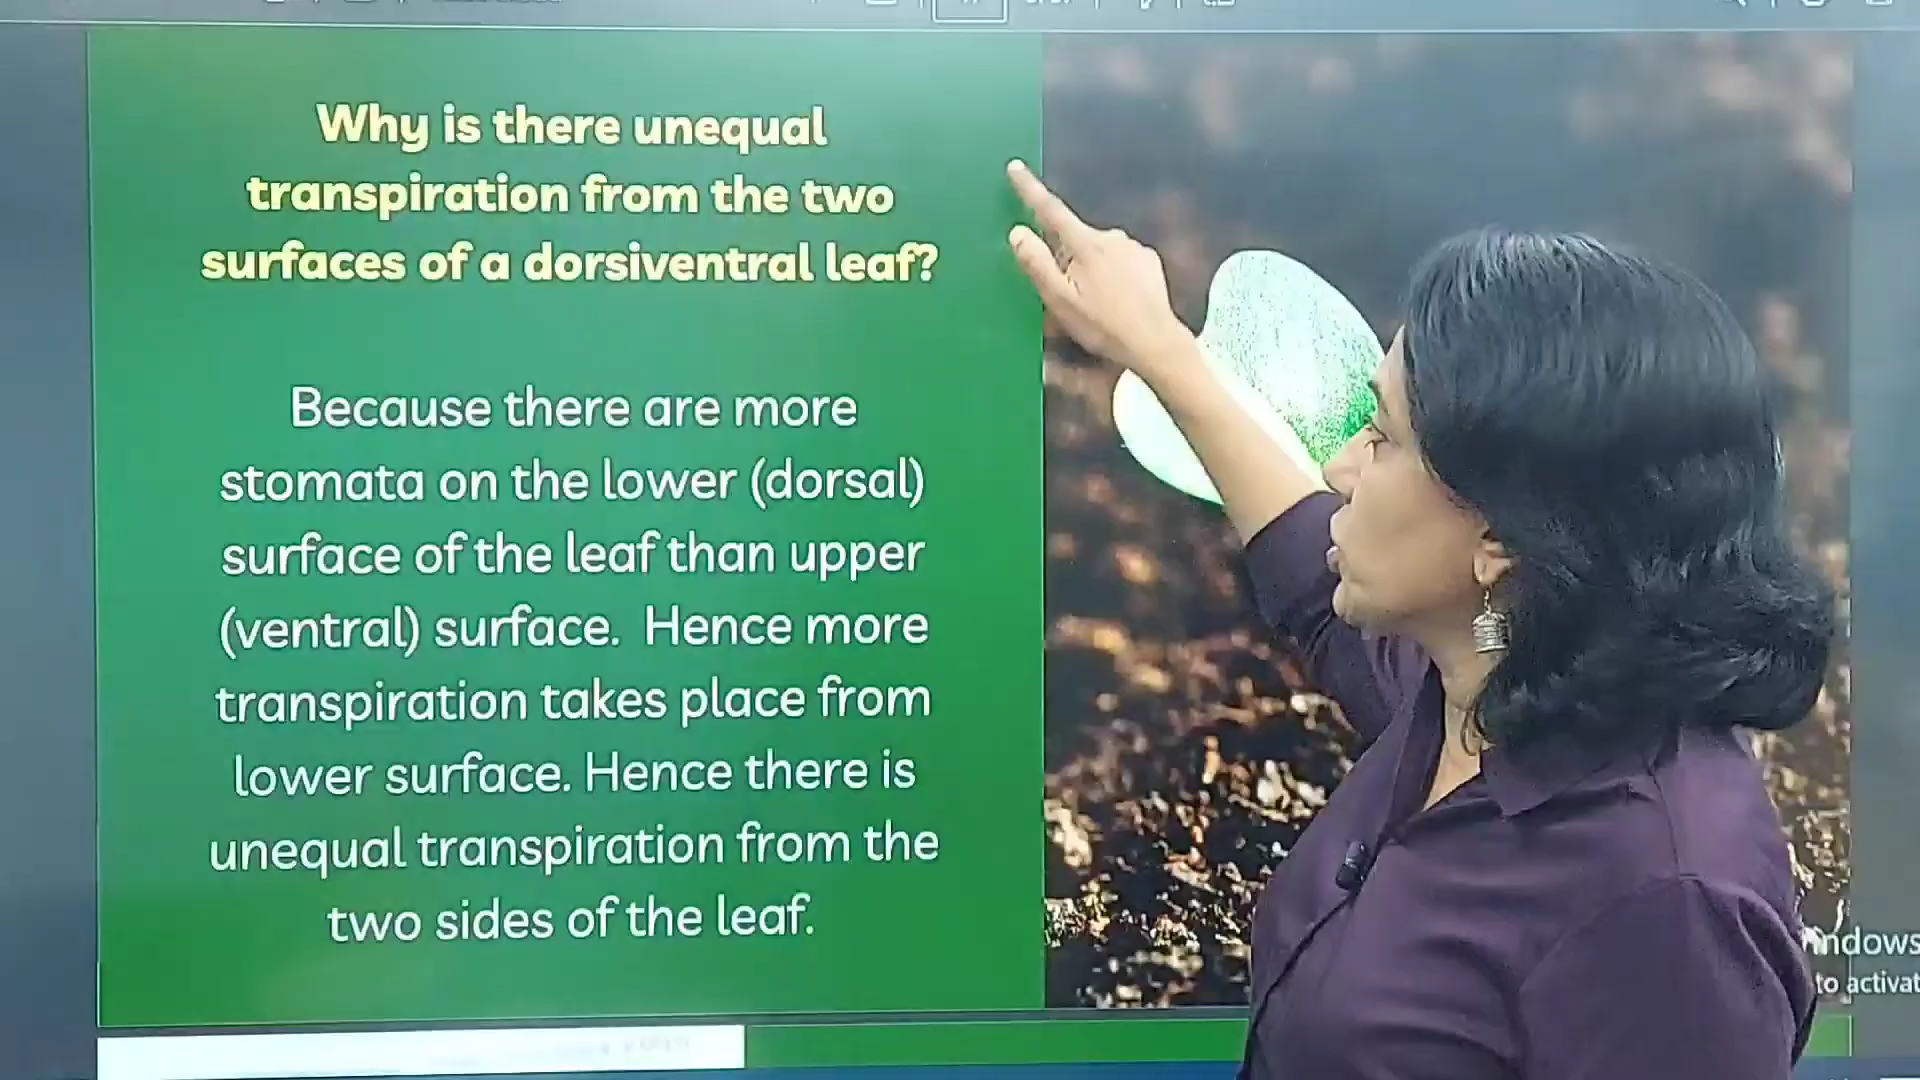 Why is there unequal
transpiration from the two
surfaces of a dorsiventral leaf?
Because there are more
stomata on the lower (dorsal)
surface of the leaf than upper
(ventral) surface. Hence more
transpiration takes place from
lower surface. Hence there is
unequal transpiration from the
two sides of the leaf.
to activat